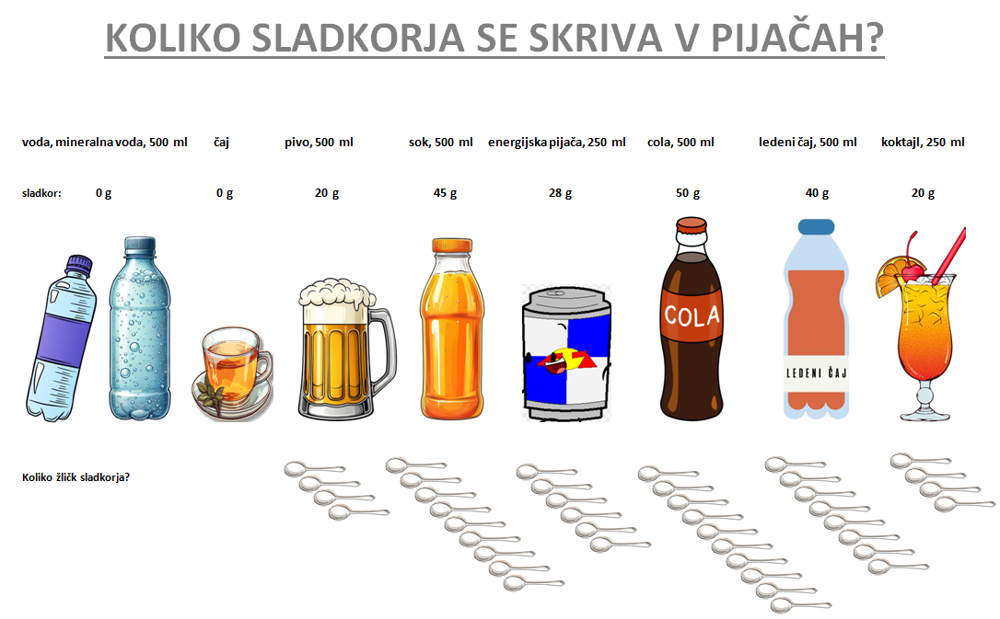 KOLIKO SLADKORJA SE SKRIVA V PIJAČAH?
voda, mineralna voda, 500 ml čaj pivo, 500 ml sok, 500 ml energijska pijača, 250 ml cola, 500 ml ledeni čaj, 500 ml koktajl, 250 ml
sladkor: 0 g 0 g 20 g 45 g 28 g 50 g 40 g 20 g
COLA
LEDENI ČAJ
Koliko žličk sladkorja?